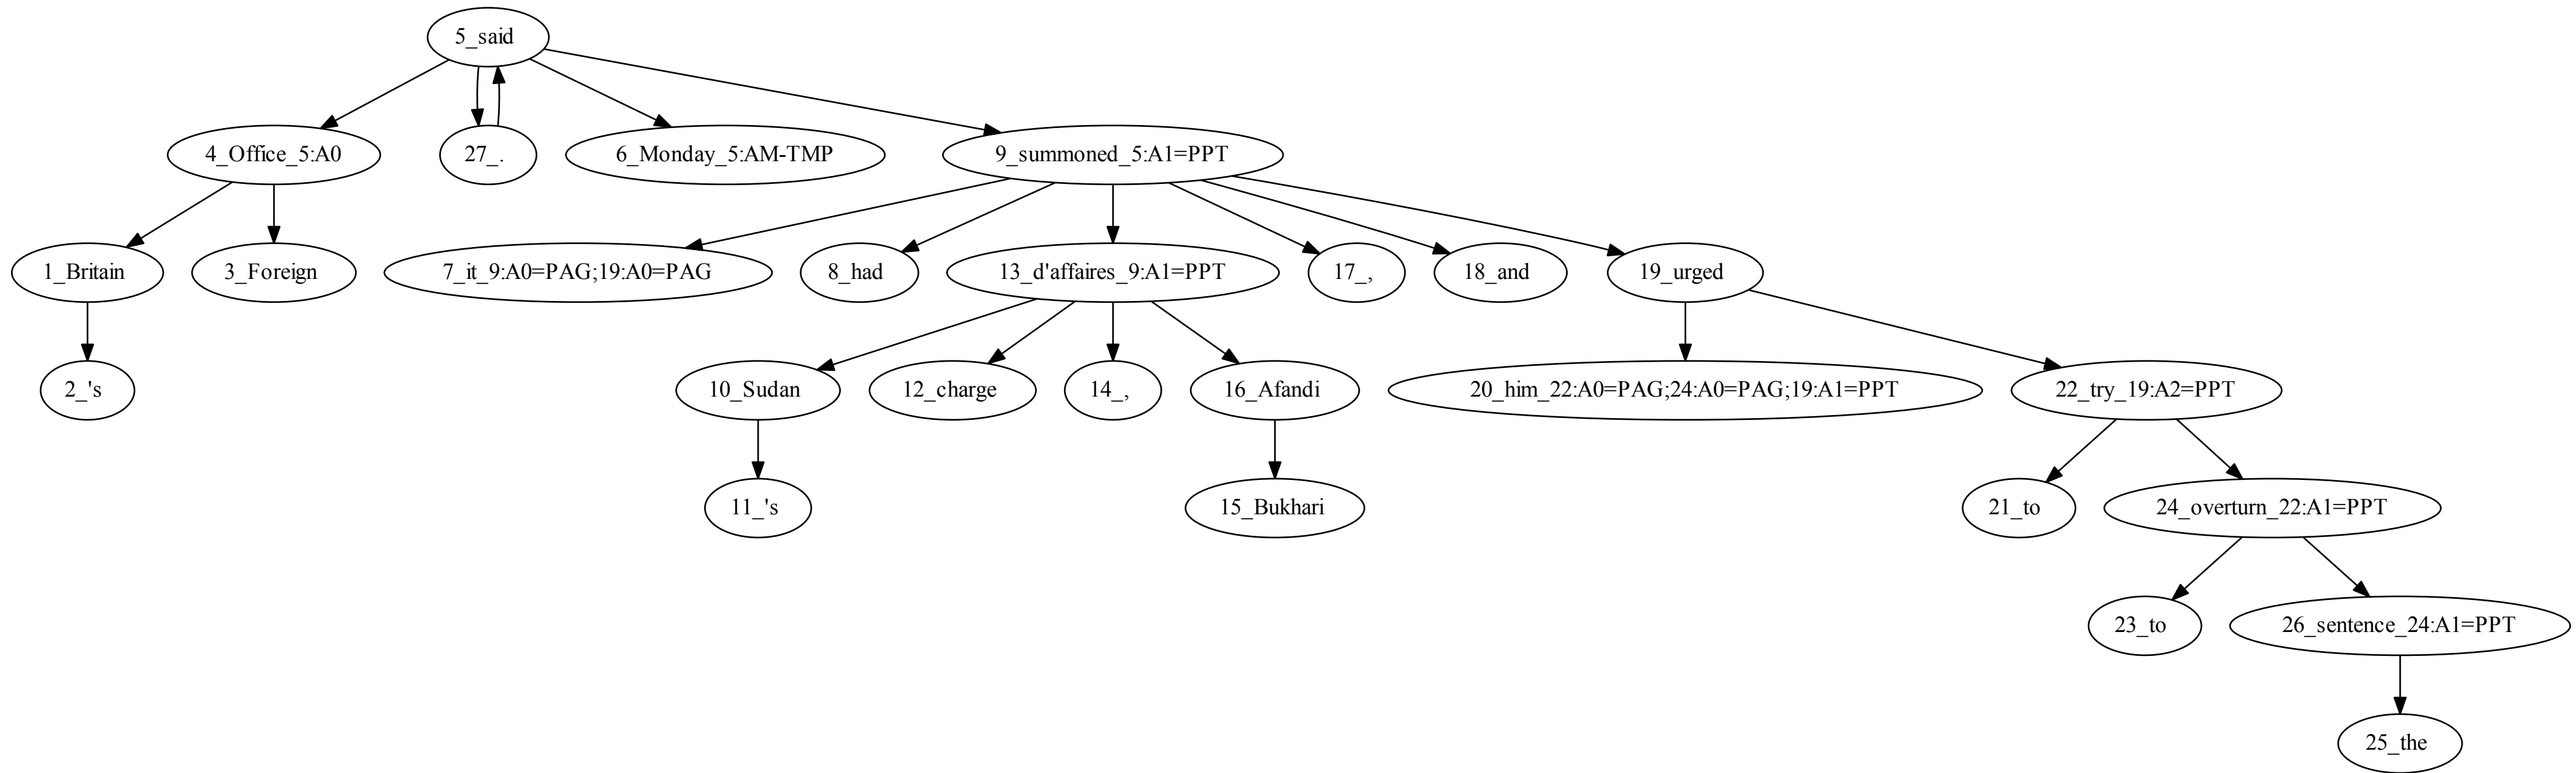 5_said
4_Office_5:A0
27_.
6_Monday_5:AM-TMP
9_summoned_5:A1=PPT
1_Britain
3_Foreign
7_it_9:A0=PAG;19:A0=PAG
8_had
13_d'affaires_9:A1=PPT
17_,
18_and
19_urged
2_'s
10_Sudan
12_charge
14_,
16_Afandi
20_him_22:A0=PAG;24:A0=PAG;19:A1=PPT
22_try_19:A2=PPT
11_'s
15_Bukhari
21_to
24_overturn_22:A1=PPT
23_to
26_sentence_24:A1=PPT
25_the